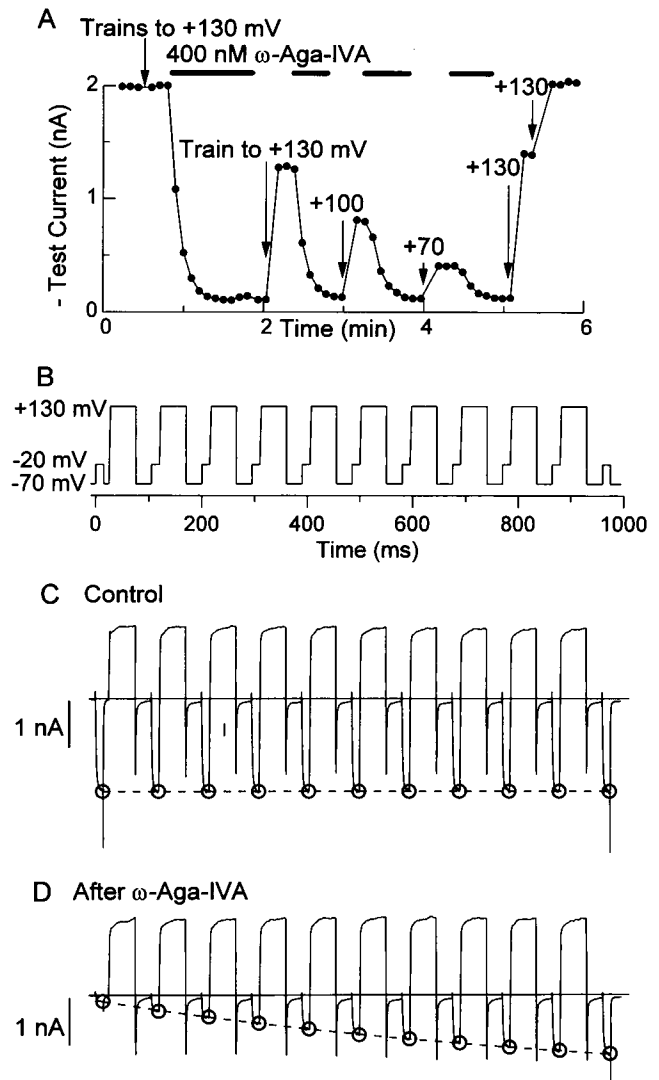 A
Trains to +130 mV
400 nM ω-Aga-IVA
- Test Current (nA)
2
1
0
Train to +130 mV
+100
+70
+130
+130
0
2
4
6
Time (min)
B
+130 mV
-20 mV
-70 mV
0
200
400
600
800
1000
Time (ms)
C Control
1 nA
D After ω-Aga-IVA
1 nA